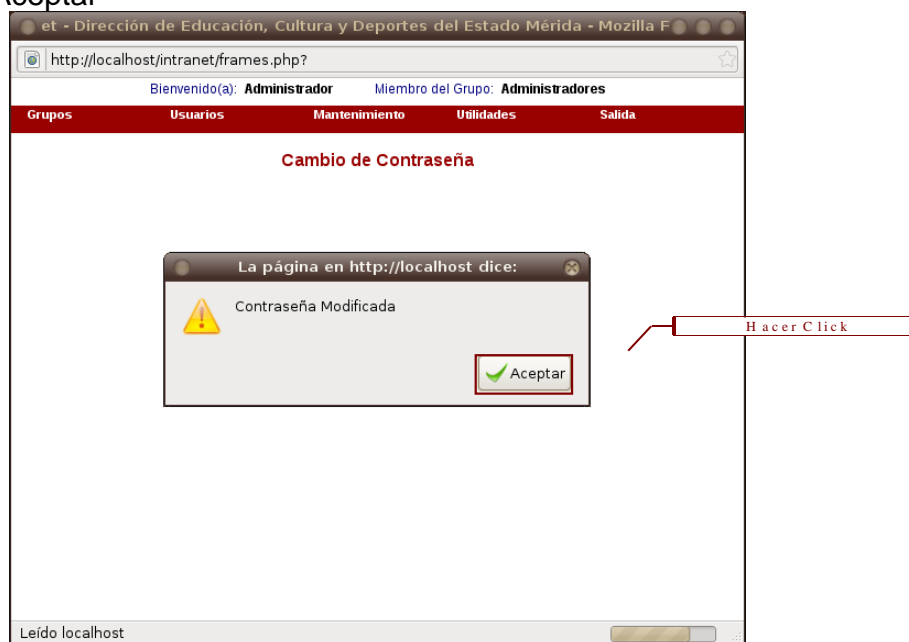 Aceptar
et - Dirección de Educación, Cultura y Deportes del Estado Mérida - Mozilla F
http://localhost/intranet/frames.php?
Bienvenido(a): Administrador Miembro del Grupo: Administradores
Grupos Usuarios Mantenimiento Utilidades Salida
Cambio de Contraseña
La página en http://localhost dice:
Contraseña Modificada
Hacer Click
Aceptar
Leído localhost